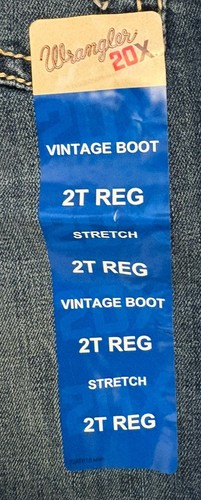 Wrangler
20X
VINTAGE BOOT
2T REG
STRETCH
2T REG
VINTAGE BOOT
2T REG
STRETCH
2T REG